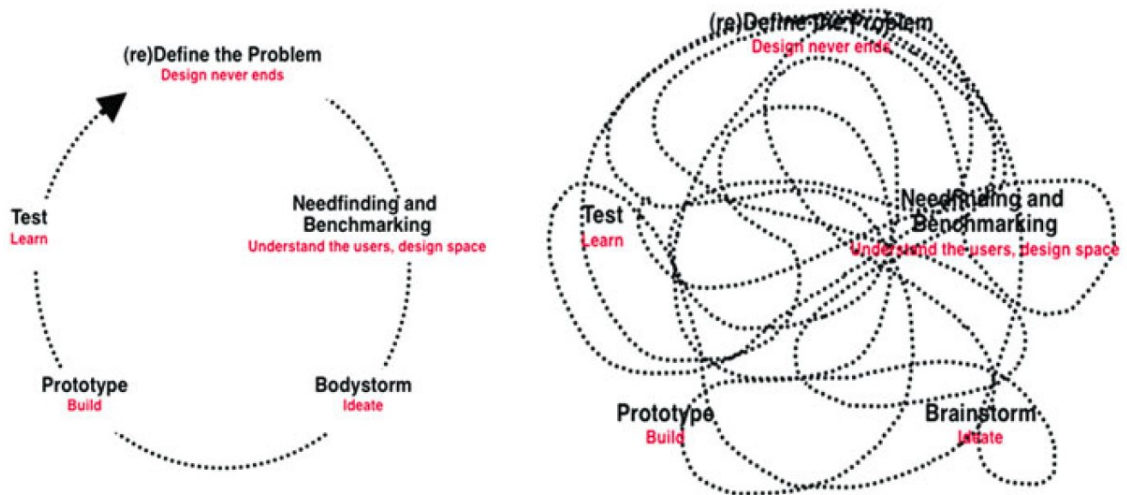 (re)Define the Problem
Design never ends
Needfinding and
Benchmarking
Understand the users, design space
Bodystorm
Ideate
Prototype
Build
Test
Learn
(re)Define the Problem
Design never ends
Needfinding and
Benchmarking
Understand the users, design space
Brainstorm
Ideate
Prototype
Build
Test
Learn